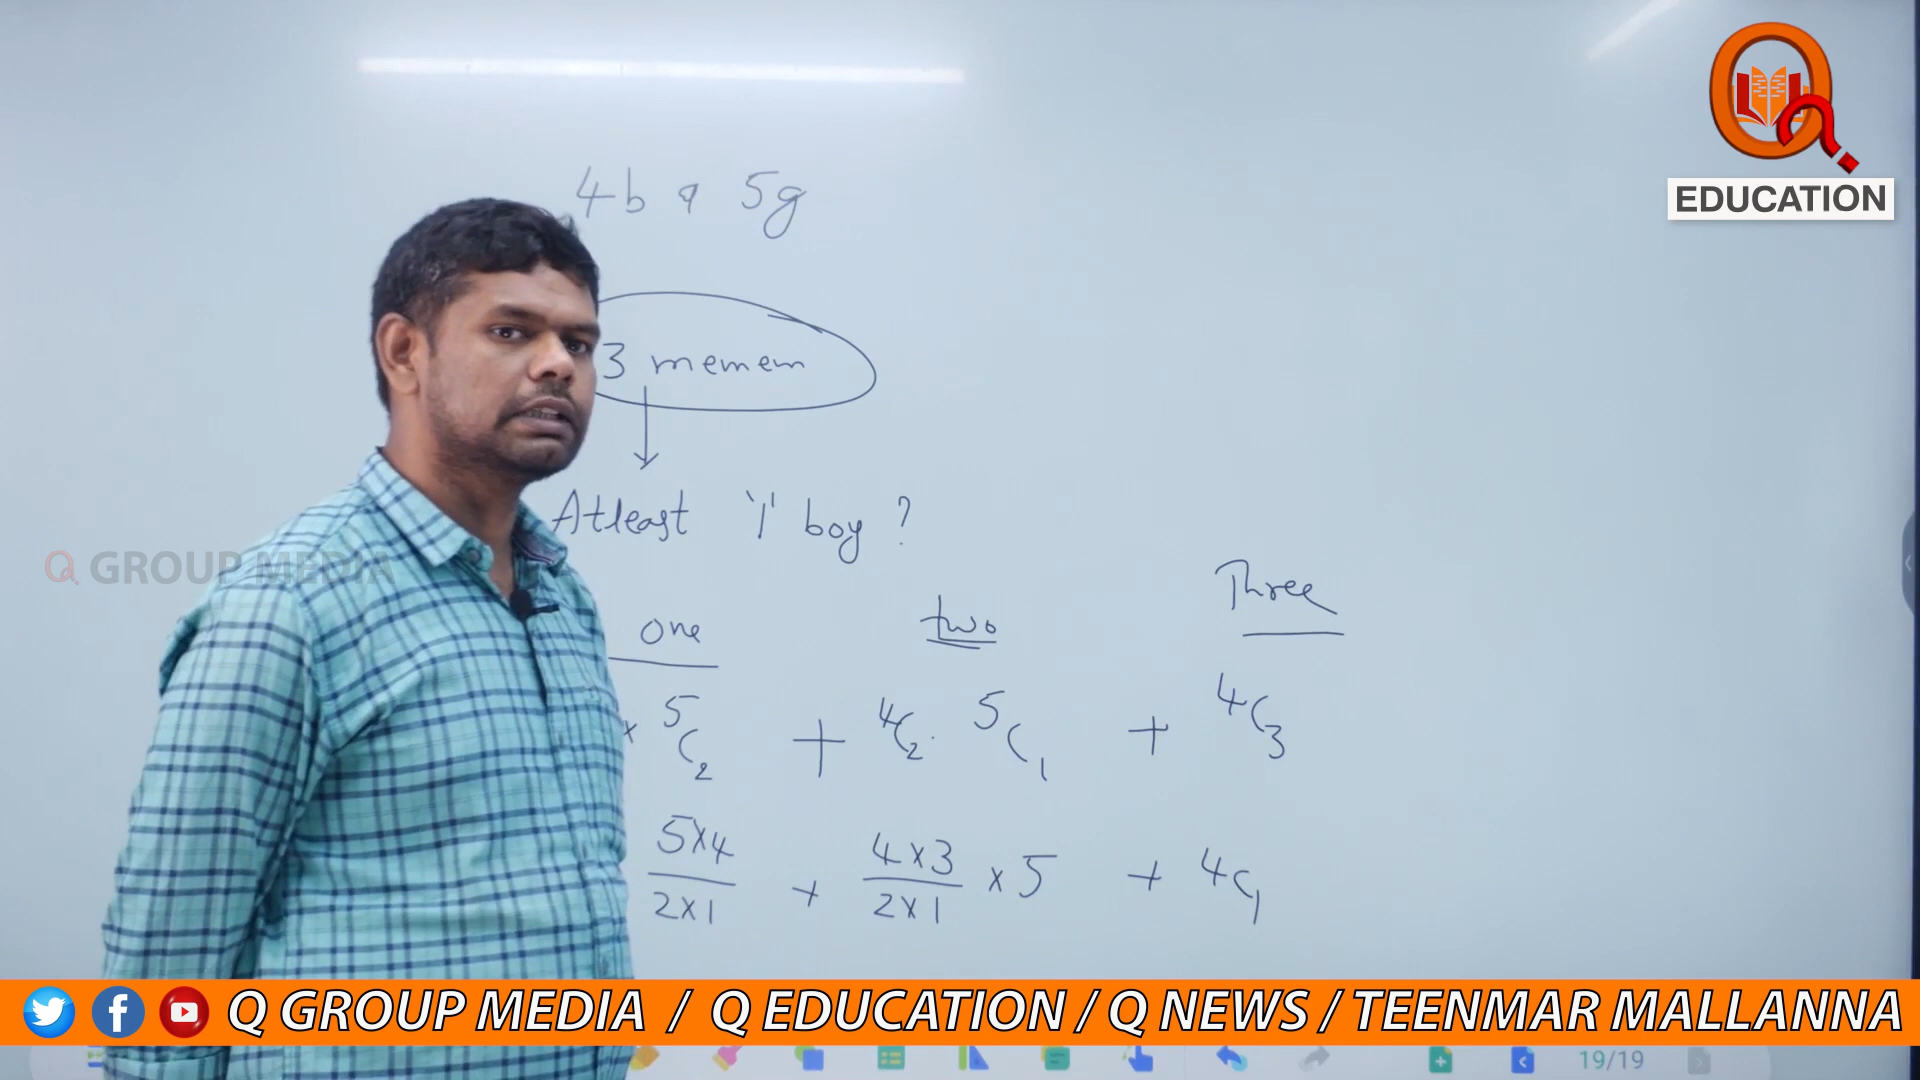 EDUCATION
4b & 5g
3 memem
Atleast '1' boy ?
one two Three
x 5C2 + 4C2 . 5C1 + 4C3
5x4/2x1 + 4x3/2x1 x 5 + 4C1
Q GROUP MEDIA
Q GROUP MEDIA / Q EDUCATION / Q NEWS / TEENMAR MALLANNA
19/19